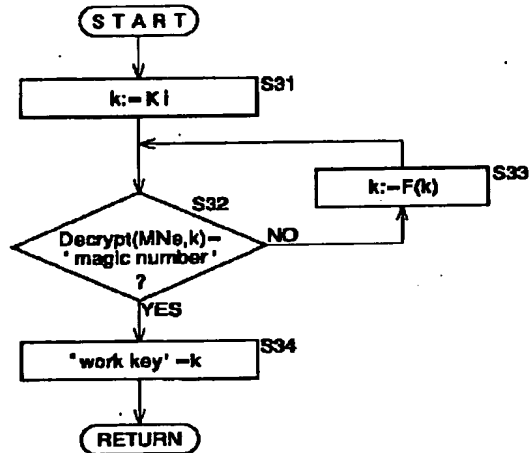 START
S31
k:=Ki
S33
k:=F(k)
S32
Decrypt(MNe,k)=
'magic number'
?
NO
YES
S34
'work key'=k
RETURN